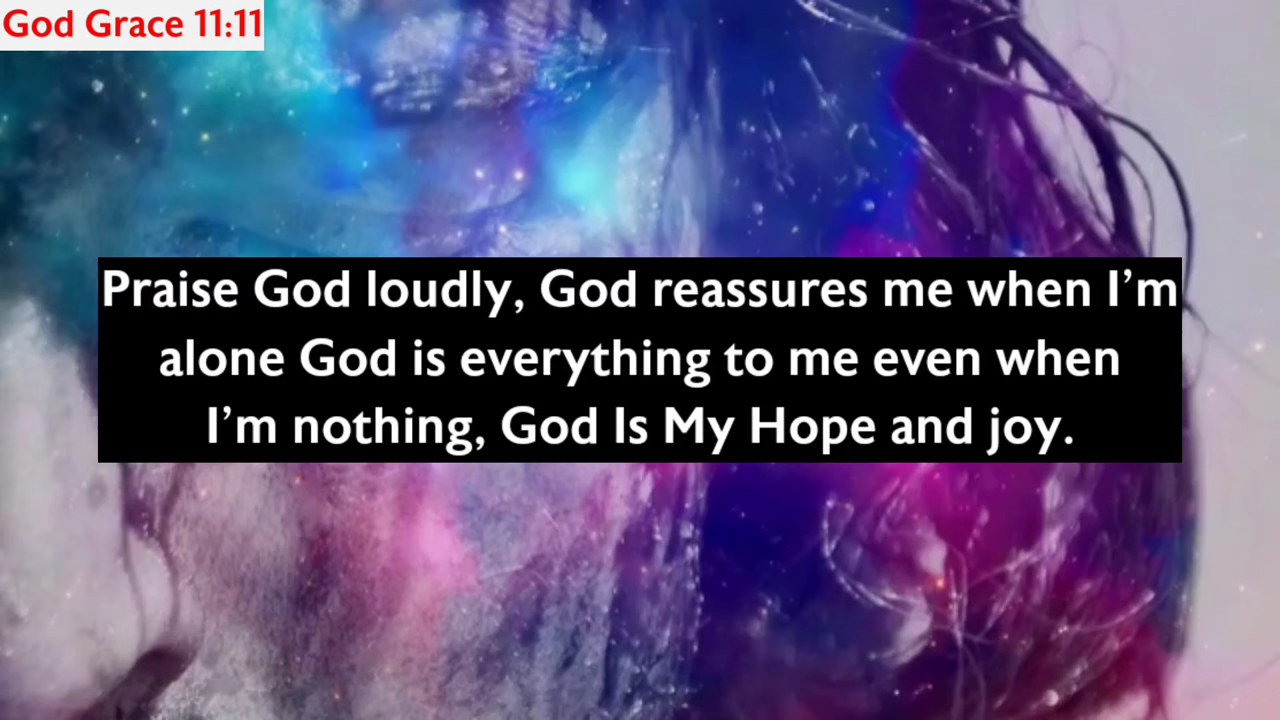 God Grace 11:11
Praise God loudly, God reassures me when I’m
alone God is everything to me even when
I’m nothing, God Is My Hope and joy.